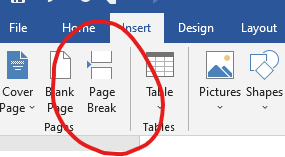 File Home Insert Design Layout
Cover Blank Page Table Pictures Shapes
Page Page Break
Pages Tables